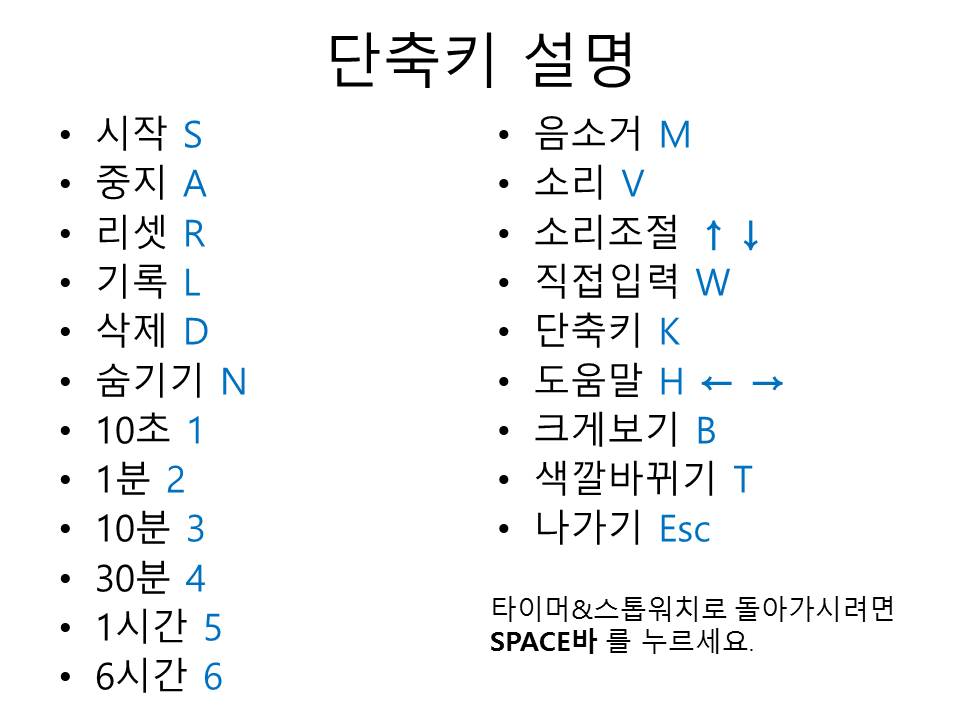 단축키 설명
• 시작 S
• 중지 A
• 리셋 R
• 기록 L
• 삭제 D
• 숨기기 N
• 10초 1
• 1분 2
• 10분 3
• 30분 4
• 1시간 5
• 6시간 6
• 음소거 M
• 소리 V
• 소리조절 ↑ ↓
• 직접입력 W
• 단축키 K
• 도움말 H ← →
• 크게보기 B
• 색깔바뀌기 T
• 나가기 Esc
타이머&스톱워치로 돌아가시려면
SPACE바 를 누르세요.